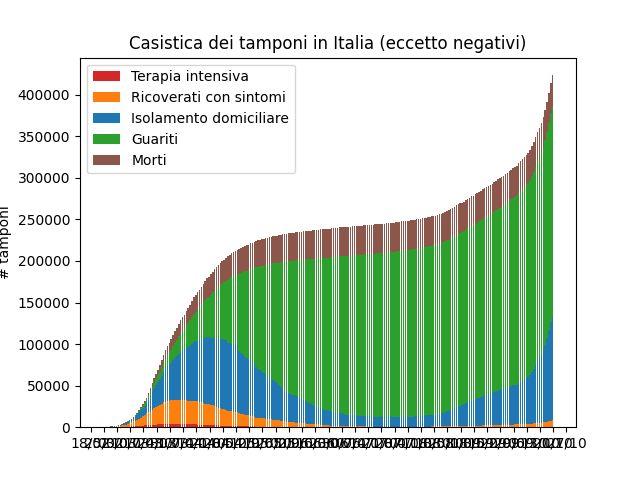 Casistica dei tamponi in Italia (eccetto negativi)
Terapia intensiva
Ricoverati con sintomi
Isolamento domiciliare
Guariti
Morti
400000
350000
300000
250000
200000
150000
100000
50000
0
# tamponi